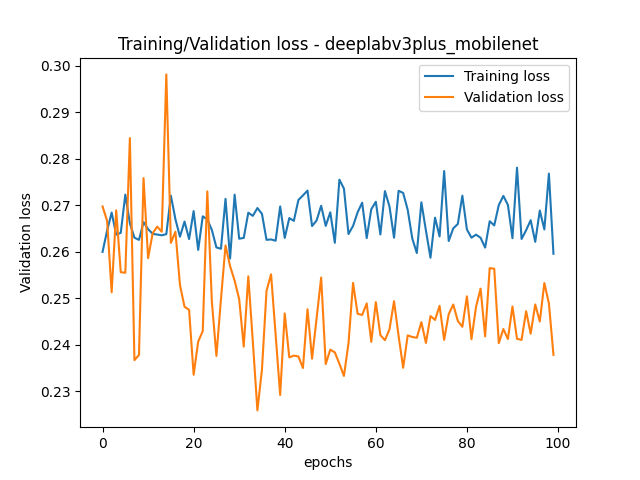 Training/Validation loss - deeplabv3plus_mobilenet
Training loss
Validation loss
Validation loss
0.30
0.29
0.28
0.27
0.26
0.25
0.24
0.23
0 20 40 60 80 100
epochs